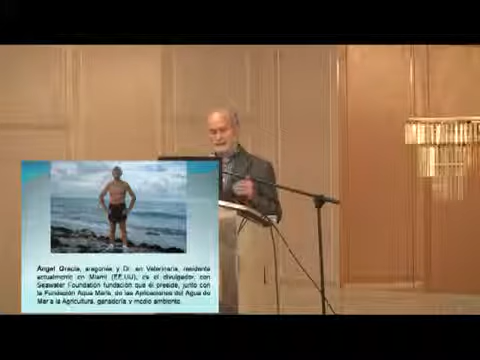 Angel Gracia, aragonés y Dr. en Veterinaria, residente
actualmente en Miami (EE.UU), es el divulgador, con
Seawater Foundation fundación que él preside, junto con
la Fundación Aqua Maris, de las Aplicaciones del Agua de
Mar a la Agricultura, ganadería y medio ambiente.